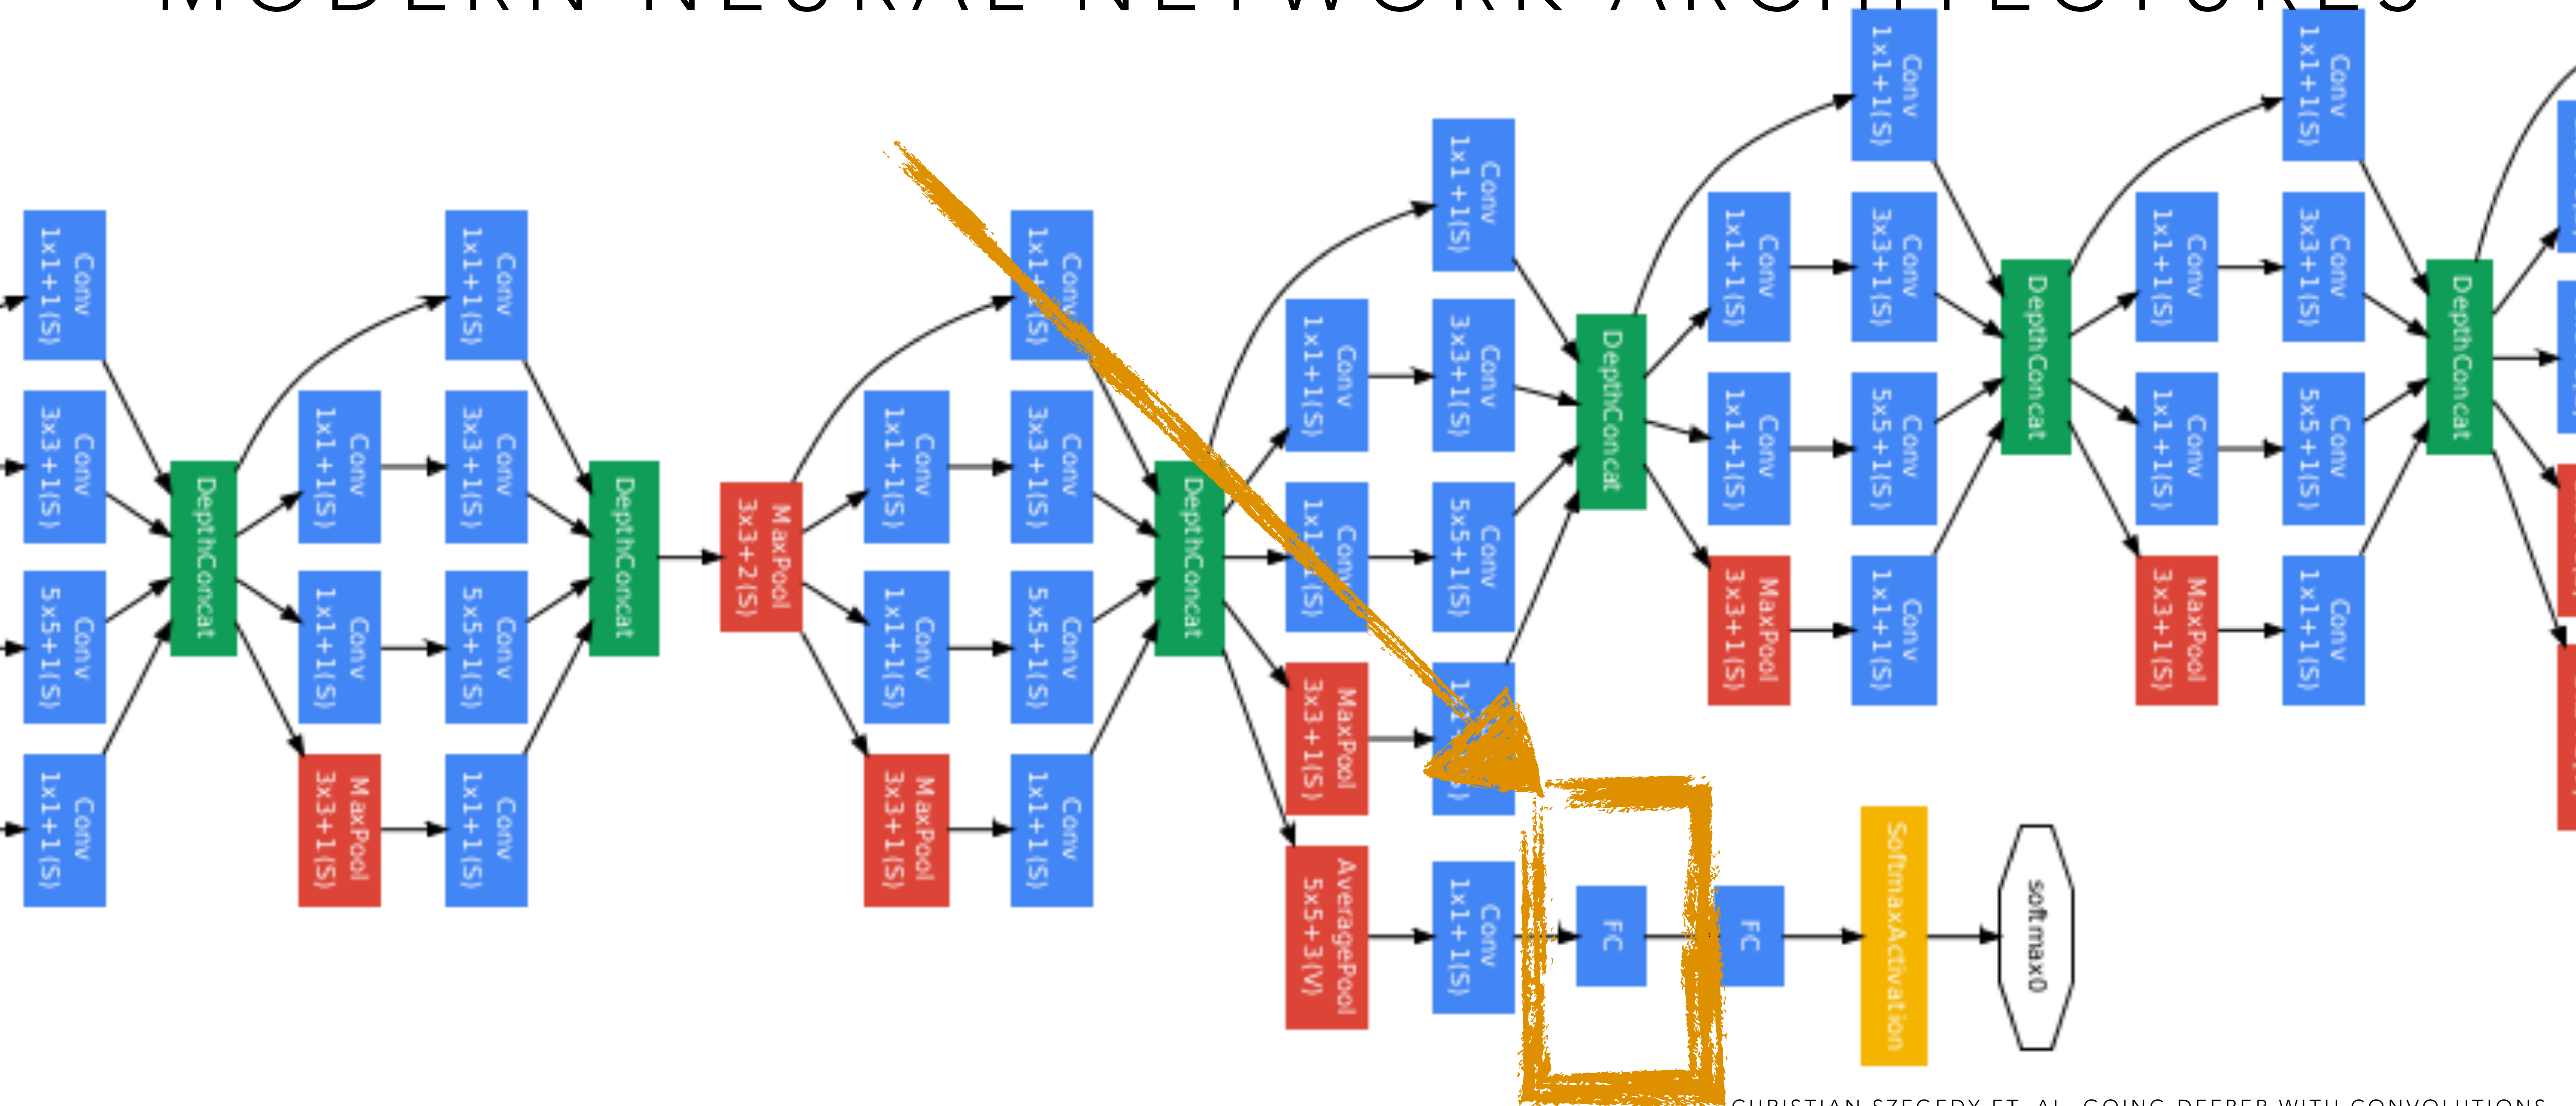 MODERN NEURAL NETWORK ARCHITECTURES
Conv
1x1+1(S)
Conv
3x3+1(S)
Conv
5x5+1(S)
Conv
1x1+1(S)
DepthConcat
Conv
1x1+1(S)
Conv
1x1+1(S)
MaxPool
3x3+1(S)
Conv
1x1+1(S)
Conv
3x3+1(S)
Conv
5x5+1(S)
Conv
1x1+1(S)
DepthConcat
MaxPool
3x3+2(S)
Conv
1x1+1(S)
Conv
1x1+1(S)
MaxPool
3x3+1(S)
Conv
1x1+1(S)
Conv
3x3+1(S)
Conv
5x5+1(S)
Conv
1x1+1(S)
DepthConcat
Conv
1x1+1(S)
Conv
1x1+1(S)
MaxPool
3x3+1(S)
AveragePool
5x5+3(V)
Conv
1x1+1(S)
Conv
3x3+1(S)
Conv
5x5+1(S)
Conv
1x1+1(S)
DepthConcat
FC
Conv
1x1+1(S)
Conv
1x1+1(S)
MaxPool
3x3+1(S)
FC
Conv
1x1+1(S)
Conv
3x3+1(S)
Conv
5x5+1(S)
Conv
1x1+1(S)
SoftmaxActivation
DepthConcat
softmax0
Conv
1x1+1(S)
Conv
1x1+1(S)
MaxPool
3x3+1(S)
Conv
1x1+1(S)
Conv
3x3+1(S)
Conv
5x5+1(S)
Conv
1x1+1(S)
DepthConcat
CHRISTIAN SZEGEDY ET. AL. GOING DEEPER WITH CONVOLUTIONS